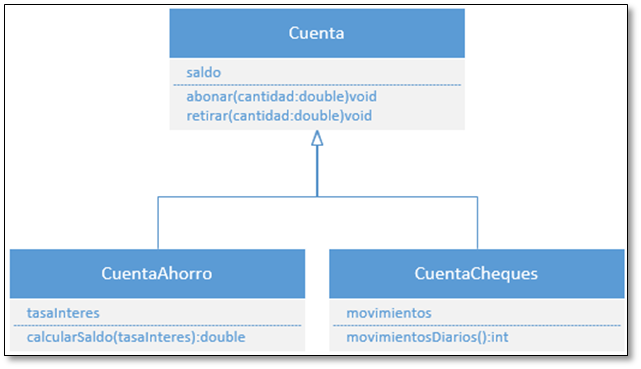 Cuenta
saldo
abonar(cantidad:double)void
retirar(cantidad:double)void
CuentaAhorro
tasaInteres
calcularSaldo(tasaInteres):double
CuentaCheques
movimientos
movimientosDiarios():int